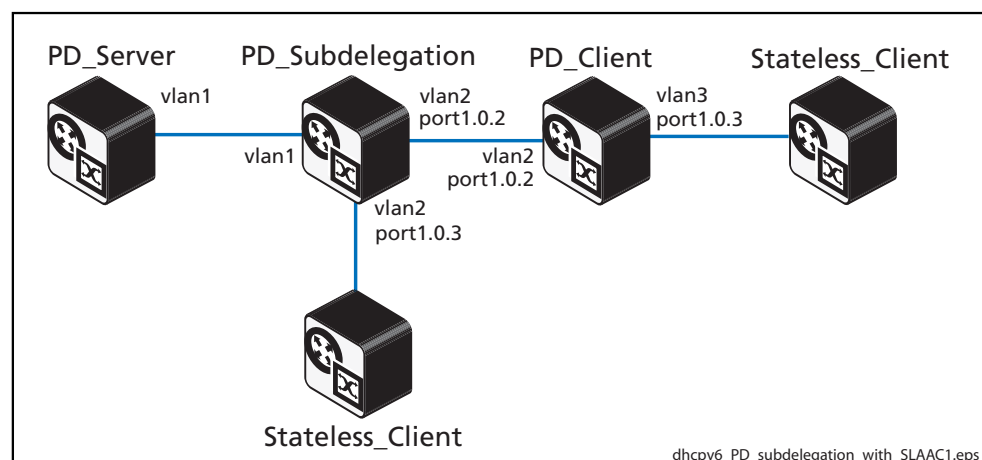 PD_Server
PD_Subdelegation
PD_Client
Stateless_Client
vlan1
vlan2
port1.0.2
vlan3
port1.0.3
vlan1
vlan2
port1.0.2
vlan2
port1.0.3
Stateless_Client
dhcpv6_PD_subdelegation_with_SLAAC1.eps